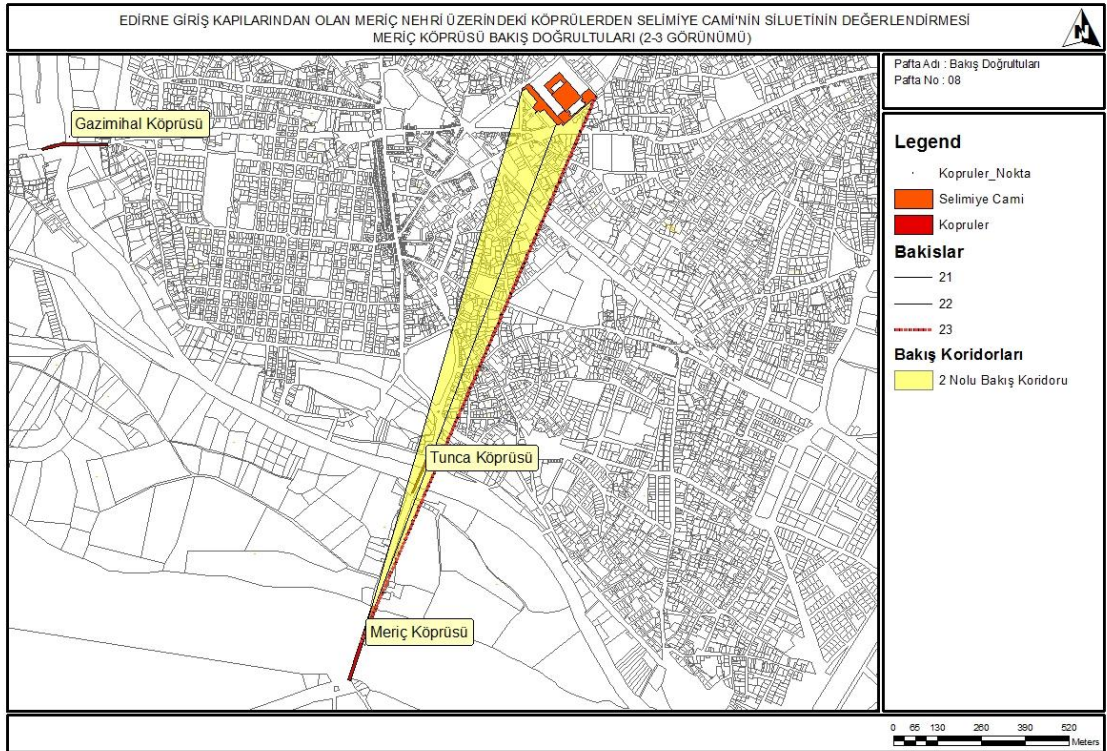 EDİRNE GİRİŞ KAPILARINDAN OLAN MERİÇ NEHRİ ÜZERİNDEKİ KÖPRÜLERDEN SELİMİYE CAMİ'NİN SİLUETİNİN DEĞERLENDİRMESİ
MERİÇ KÖPRÜSÜ BAKIŞ DOĞRULTULARI (2-3 GÖRÜNÜMÜ)
N
Pafta Adı : Bakış Doğrultuları
Pafta No : 08
Gazimihal Köprüsü
Tunca Köprüsü
Meriç Köprüsü
Legend
Kopruler_Nokta
Selimiye Cami
Kopruler
Bakislar
21
22
23
Bakış Koridorları
2 Nolu Bakış Koridoru
0 65 130 260 390 520
Meters